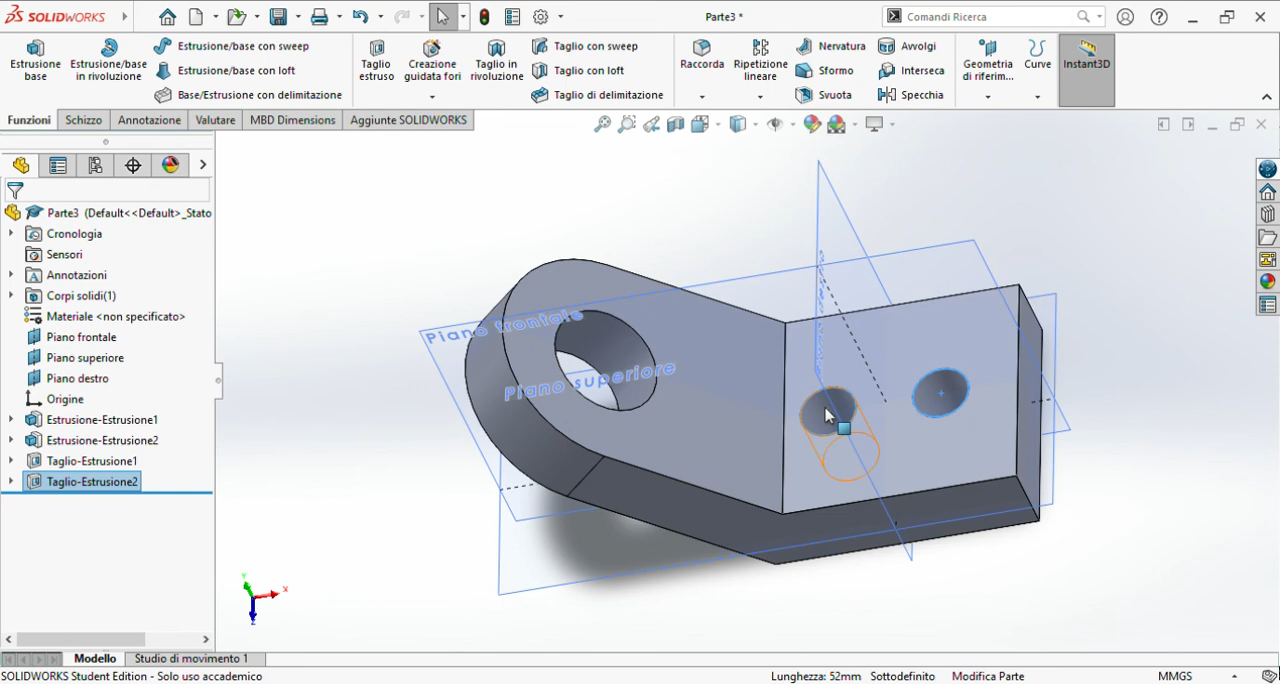 SOLIDWORKS
Parte3 *
Comandi Ricerca
Estrusione base
Estrusione/base in rivoluzione
Estrusione/base con sweep
Estrusione/base con loft
Base/Estrusione con delimitazione
Taglio estruso
Creazione guidata fori
Taglio in rivoluzione
Taglio con sweep
Taglio con loft
Taglio di delimitazione
Raccorda
Ripetizione lineare
Nervatura
Sformo
Svuota
Avvolgi
Interseca
Specchia
Geometria di riferim...
Curve
Instant3D
Funzioni
Schizzo
Annotazione
Valutare
MBD Dimensions
Aggiunte SOLIDWORKS
Parte3 (Default<<Default>_Stato
Cronologia
Sensori
Annotazioni
Corpi solidi(1)
Materiale <non specificato>
Piano frontale
Piano superiore
Piano destro
Origine
Estrusione-Estrusione1
Estrusione-Estrusione2
Taglio-Estrusione1
Taglio-Estrusione2
Piano frontale
Piano superiore
Y
X
Z
Modello
Studio di movimento 1
SOLIDWORKS Student Edition - Solo uso accademico
Lunghezza: 52mm
Sottodefinito
Modifica Parte
MMGS